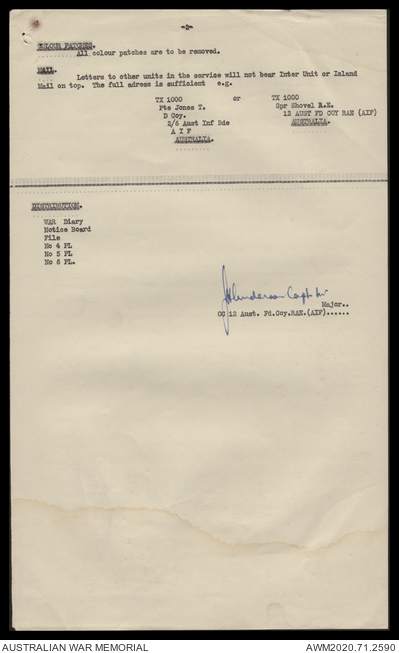 -2-
COLOUR PATCHES.
All colour patches are to be removed.
MAIL.
Letters to other units in the service will not bear Inter Unit or Island
Mail on top. The full adress is sufficient e.g.
TX 1000 or TX 1000
Pte Jones T. Spr Shovel R.E.
D Coy. 12 AUST FD COY RAE (AIF)
2/6 Aust Inf Bde AUSTRALIA.
A I F
AUSTRALIA.
DISTRIBUTION.
WAR Diary
Notice Board
File
No 4 PL
No 5 PL
No 6 PL.
Capt
Major..
OC 12 Aust. Fd.Coy.RAE.(AIF)......
AUSTRALIAN WAR MEMORIAL
AWM2020.71.2590